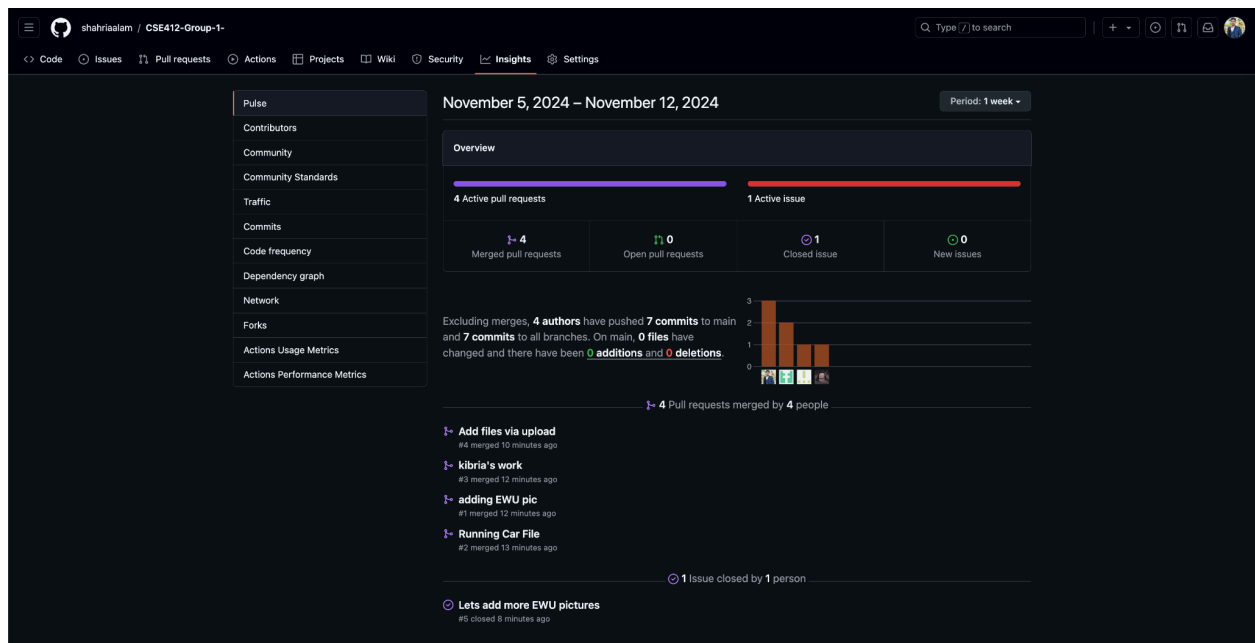 shahriaalam / CSE412-Group-1-
Type / to search
<> Code Issues Pull requests Actions Projects Wiki Security Insights Settings
Pulse
Contributors
Community
Community Standards
Traffic
Commits
Code frequency
Dependency graph
Network
Forks
Actions Usage Metrics
Actions Performance Metrics
November 5, 2024 – November 12, 2024
Period: 1 week
Overview
4 Active pull requests
1 Active issue
4
Merged pull requests
0
Open pull requests
1
Closed issue
0
New issues
Excluding merges, 4 authors have pushed 7 commits to main
and 7 commits to all branches. On main, 0 files have
changed and there have been 0 additions and 0 deletions.
3
2
1
0
4 Pull requests merged by 4 people
Add files via upload
#4 merged 10 minutes ago
kibria's work
#3 merged 12 minutes ago
adding EWU pic
#1 merged 12 minutes ago
Running Car File
#2 merged 13 minutes ago
1 Issue closed by 1 person
Lets add more EWU pictures
#5 closed 8 minutes ago